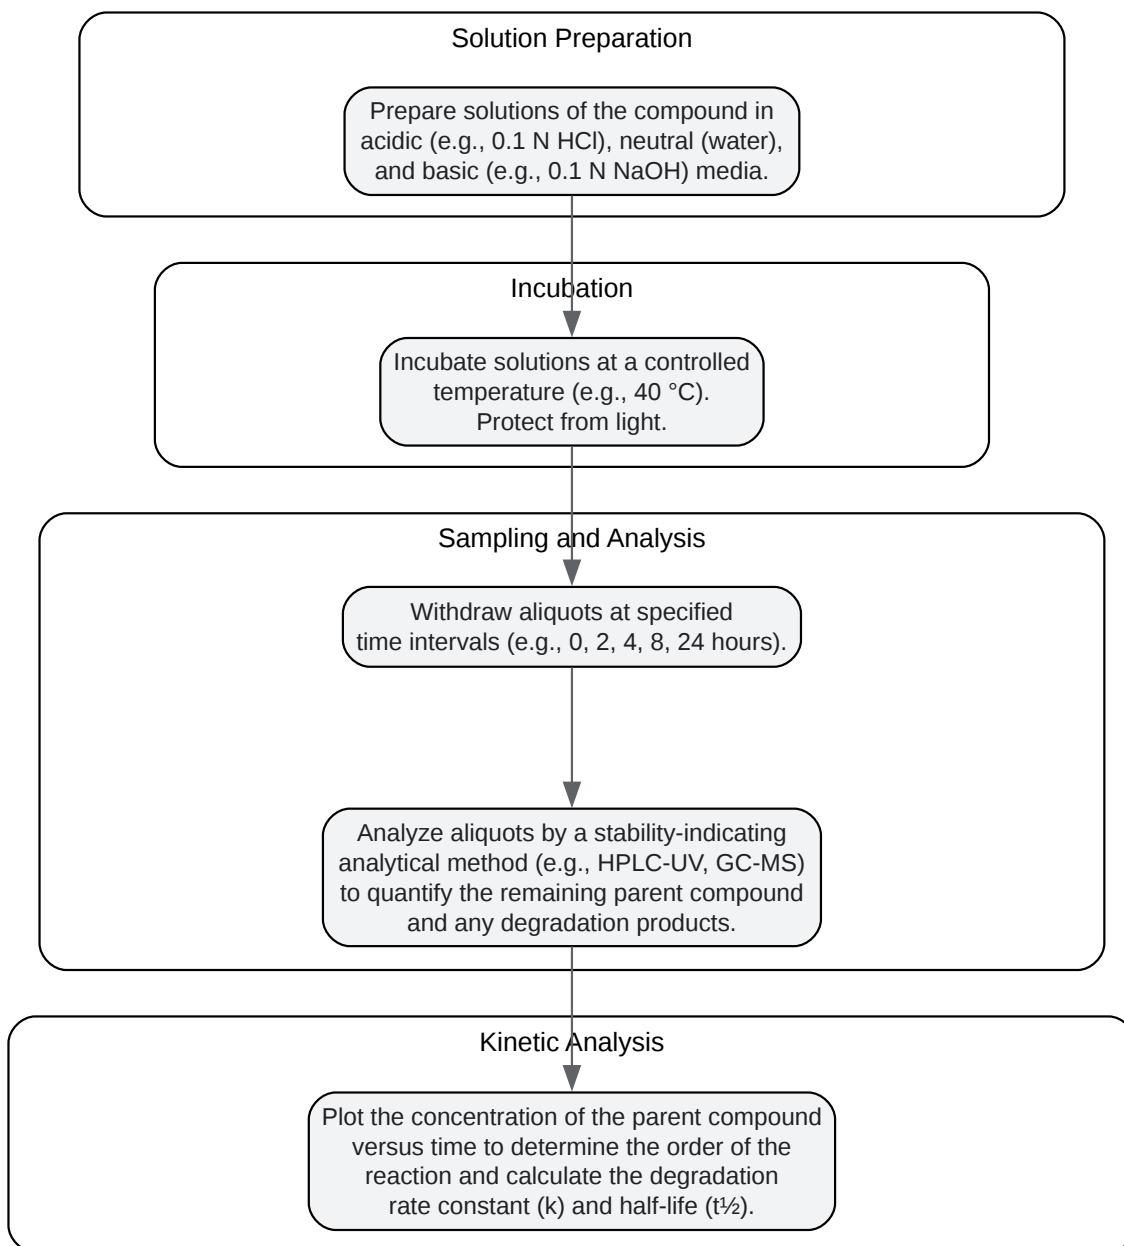 Solution Preparation
Prepare solutions of the compound in
acidic (e.g., 0.1 N HCl), neutral (water),
and basic (e.g., 0.1 N NaOH) media.
Incubation
Incubate solutions at a controlled
temperature (e.g., 40 °C).
Protect from light.
Sampling and Analysis
Withdraw aliquots at specified
time intervals (e.g., 0, 2, 4, 8, 24 hours).
Analyze aliquots by a stability-indicating
analytical method (e.g., HPLC-UV, GC-MS)
to quantify the remaining parent compound
and any degradation products.
Kinetic Analysis
Plot the concentration of the parent compound
versus time to determine the order of the
reaction and calculate the degradation
rate constant (k) and half-life (t½).